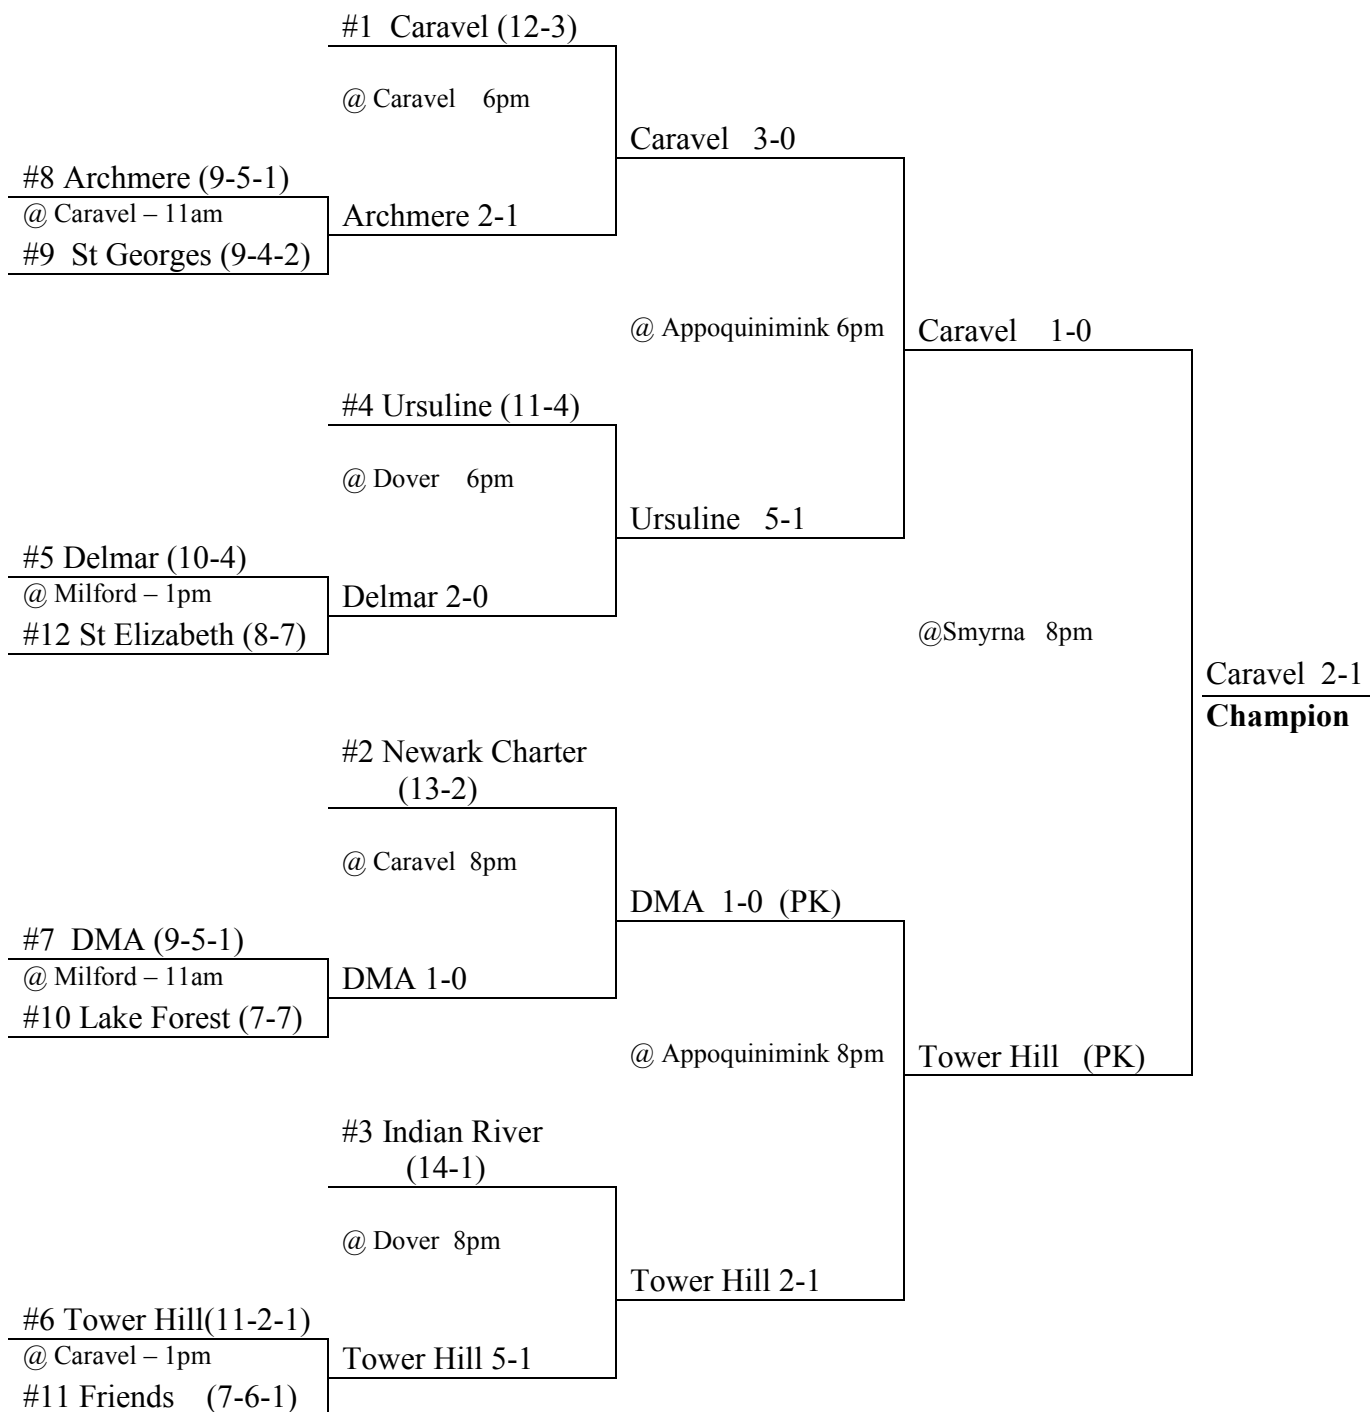 #1 Caravel (12-3)
@ Caravel 6pm
Caravel 3-0
#8 Archmere (9-5-1)
@ Caravel – 11am
Archmere 2-1
#9 St Georges (9-4-2)
@ Appoquinimink 6pm
Caravel 1-0
#4 Ursuline (11-4)
@ Dover 6pm
Ursuline 5-1
#5 Delmar (10-4)
@ Milford – 1pm
Delmar 2-0
#12 St Elizabeth (8-7)
@Smyrna 8pm
Caravel 2-1
Champion
#2 Newark Charter
(13-2)
@ Caravel 8pm
DMA 1-0 (PK)
#7 DMA (9-5-1)
@ Milford – 11am
DMA 1-0
#10 Lake Forest (7-7)
@ Appoquinimink 8pm
Tower Hill (PK)
#3 Indian River
(14-1)
@ Dover 8pm
Tower Hill 2-1
#6 Tower Hill(11-2-1)
@ Caravel – 1pm
Tower Hill 5-1
#11 Friends (7-6-1)